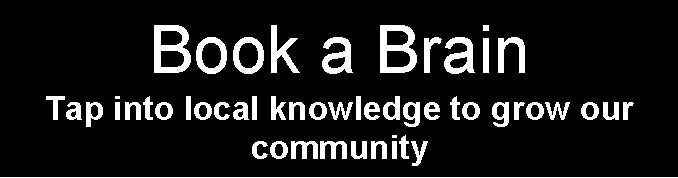 Book a Brain
Tap into local knowledge to grow our
community